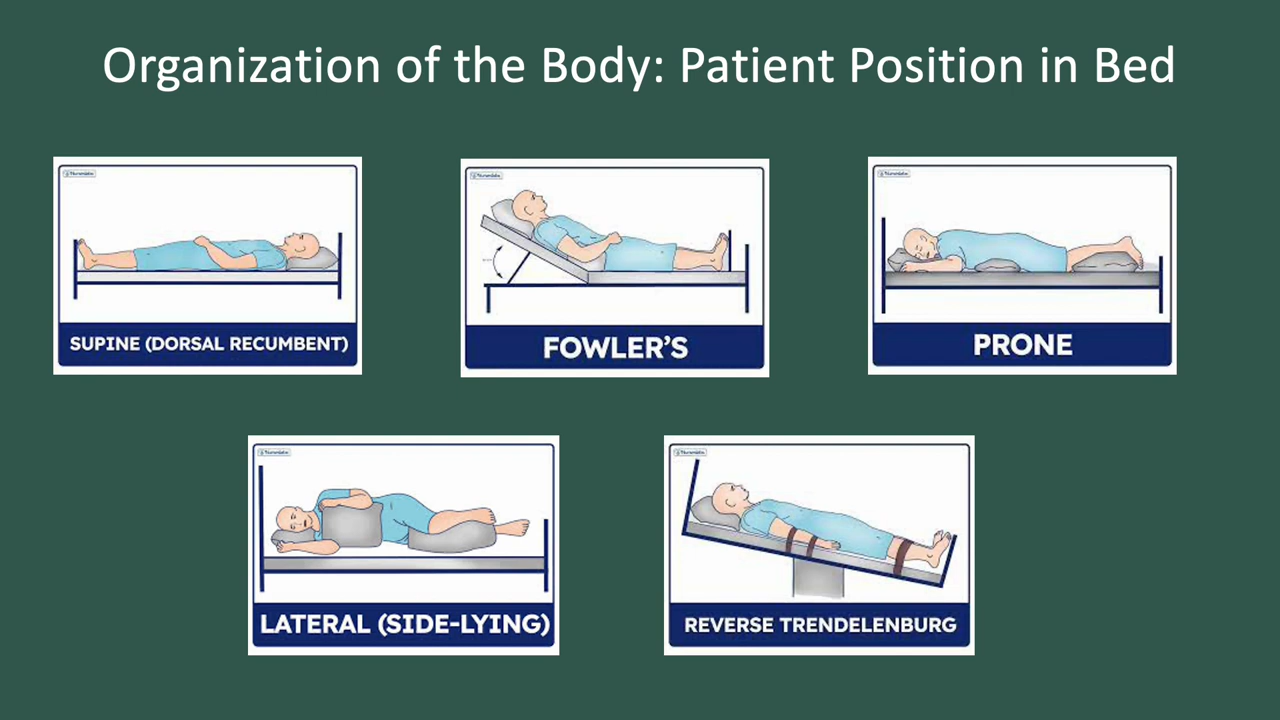 Organization of the Body: Patient Position in Bed
SUPINE (DORSAL RECUMBENT)
FOWLER'S
PRONE
LATERAL (SIDE-LYING)
REVERSE TRENDELENBURG